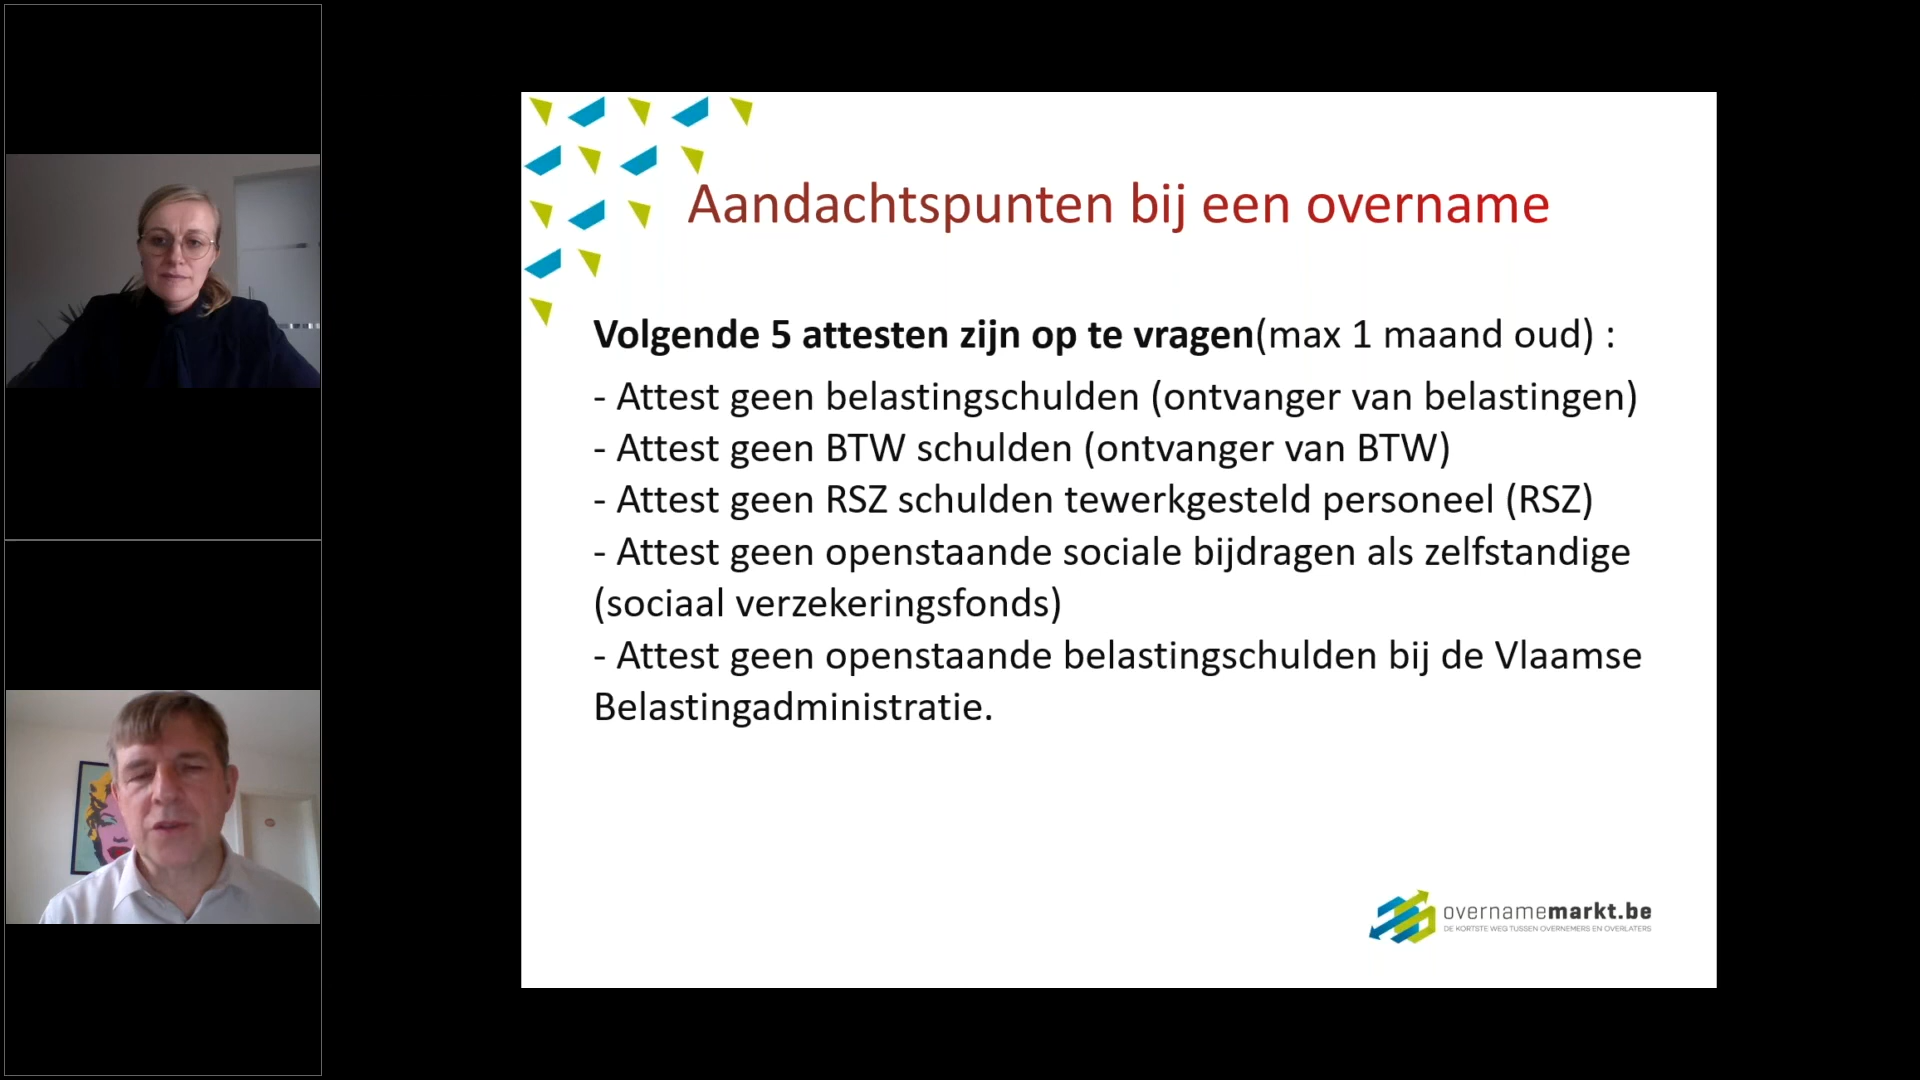 Aandachtspunten bij een overname
Volgende 5 attesten zijn op te vragen(max 1 maand oud) :
- Attest geen belastingschulden (ontvanger van belastingen)
- Attest geen BTW schulden (ontvanger van BTW)
- Attest geen RSZ schulden tewerkgesteld personeel (RSZ)
- Attest geen openstaande sociale bijdragen als zelfstandige
(sociaal verzekeringsfonds)
- Attest geen openstaande belastingschulden bij de Vlaamse
Belastingadministratie.
overnamemarkt.be
DE KORTSTE WEG TUSSEN OVERNEMERS EN OVERLATERS